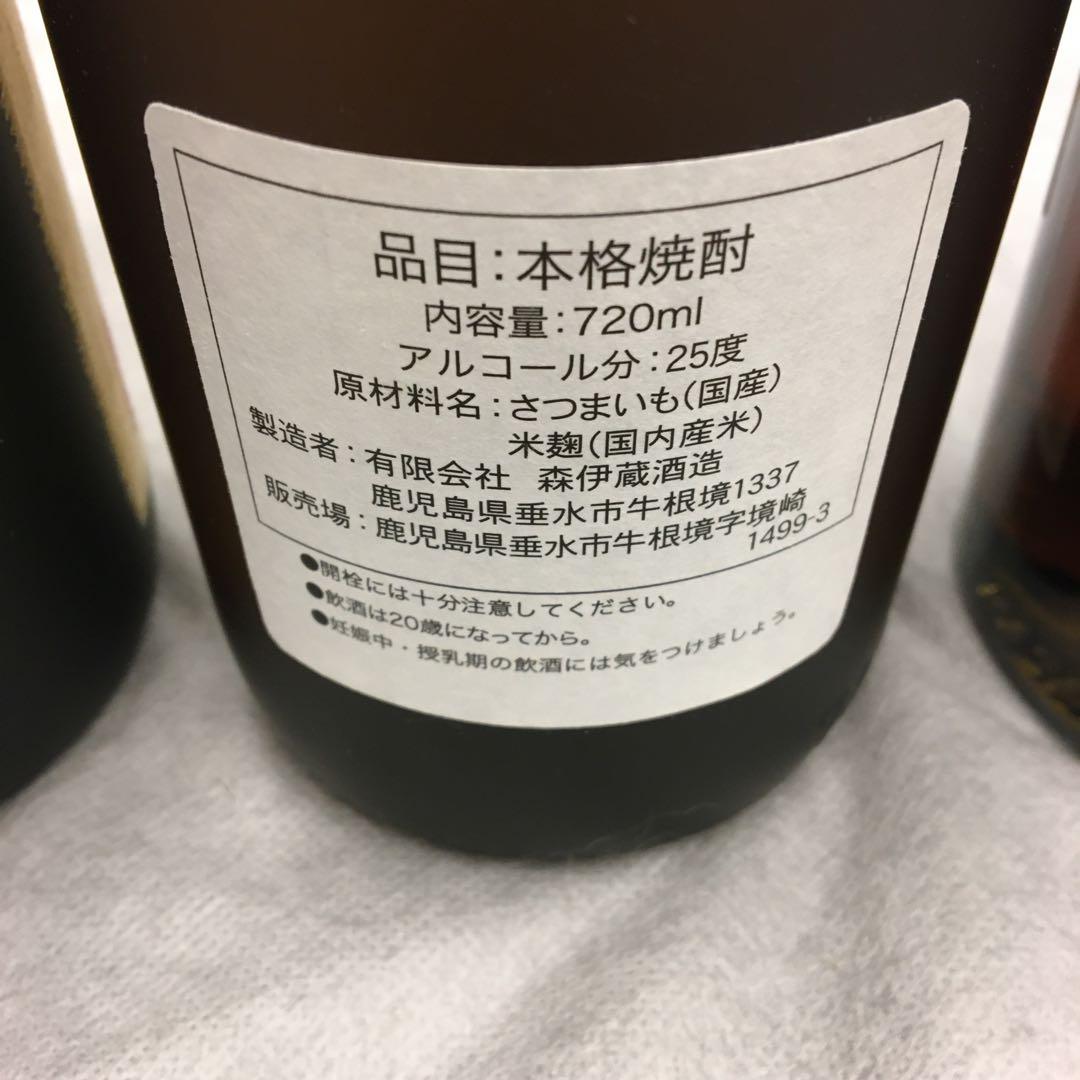 品目：本格焼酎
内容量：720ml
アルコール分：25度
原材料名：さつまいも(国産)
米麹(国内産米)
製造者：有限会社 森伊蔵酒造
鹿児島県垂水市牛根境1337
販売場：鹿児島県垂水市牛根境字境崎
1499-3
●開栓には十分注意してください。
●飲酒は20歳になってから。
●妊娠中・授乳期の飲酒には気をつけましょう。